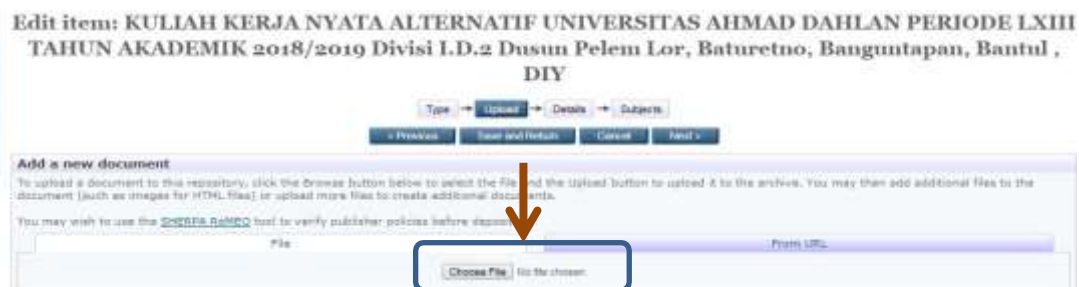 Edit item: KULIAH KERJA NYATA ALTERNATIF UNIVERSITAS AHMAD DAHLAN PERIODE LXIII
TAHUN AKADEMIK 2018/2019 Divisi I.D.2 Dusun Pelem Lor, Baturetno, Banguntapan, Bantul ,
DIY
Type → Upload → Details → Subjects
< Previous Save and Return Cancel Next >
Add a new document
To upload a document to this repository, click the Browse button below to select the file and the Upload button to upload it to the archive. You may then add additional files to the
document (such as images for HTML files) or upload more files to create additional documents.
You may wish to use the SHERPA RoMEO tool to verify publisher policies before
File From URL
Choose File No file chosen